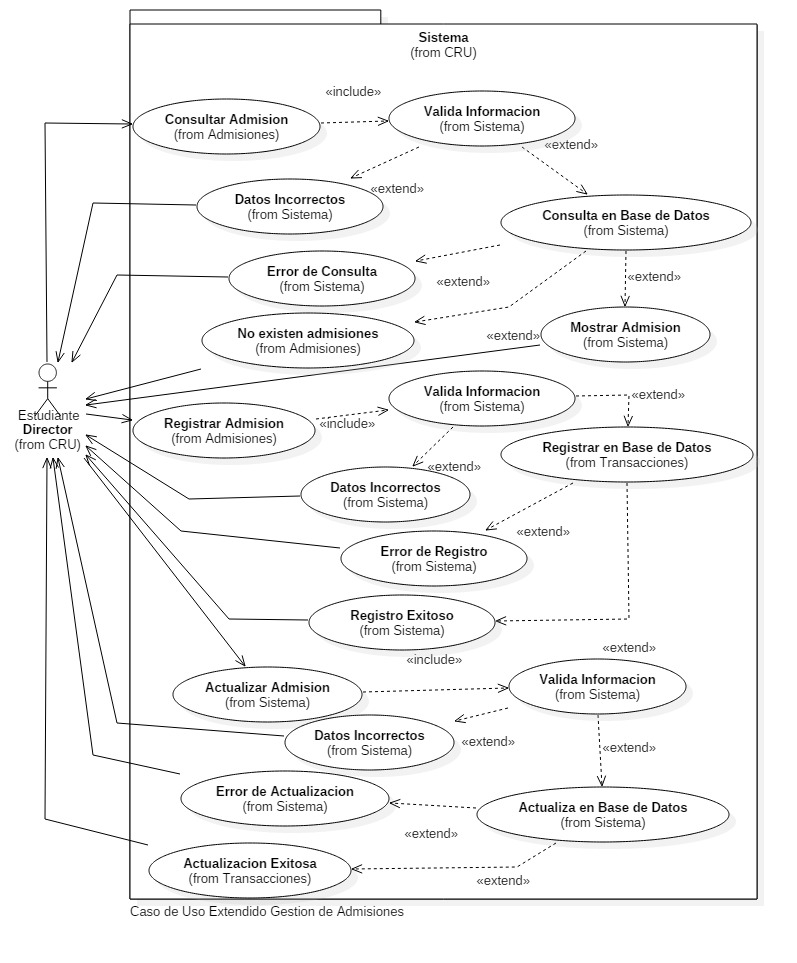 Sistema
(from CRU)
«include»
Consultar Admision
(from Admisiones)
Valida Informacion
(from Sistema)
«extend»
Datos Incorrectos
(from Sistema)
«extend»
Consulta en Base de Datos
(from Sistema)
Error de Consulta
(from Sistema)
«extend»
«extend»
No existen admisiones
(from Admisiones)
«extend»
Mostrar Admision
(from Sistema)
Estudiante
Director
(from CRU)
Registrar Admision
(from Admisiones)
«include»
Valida Informacion
(from Sistema)
«extend»
Registrar en Base de Datos
(from Transacciones)
«extend»
Datos Incorrectos
(from Sistema)
Error de Registro
(from Sistema)
«extend»
Registro Exitoso
(from Sistema)
«extend»
«include»
Actualizar Admision
(from Sistema)
Valida Informacion
(from Sistema)
Datos Incorrectos
(from Sistema)
«extend»
«extend»
Error de Actualizacion
(from Sistema)
Actualiza en Base de Datos
(from Sistema)
«extend»
Actualizacion Exitosa
(from Transacciones)
«extend»
Caso de Uso Extendido Gestion de Admisiones